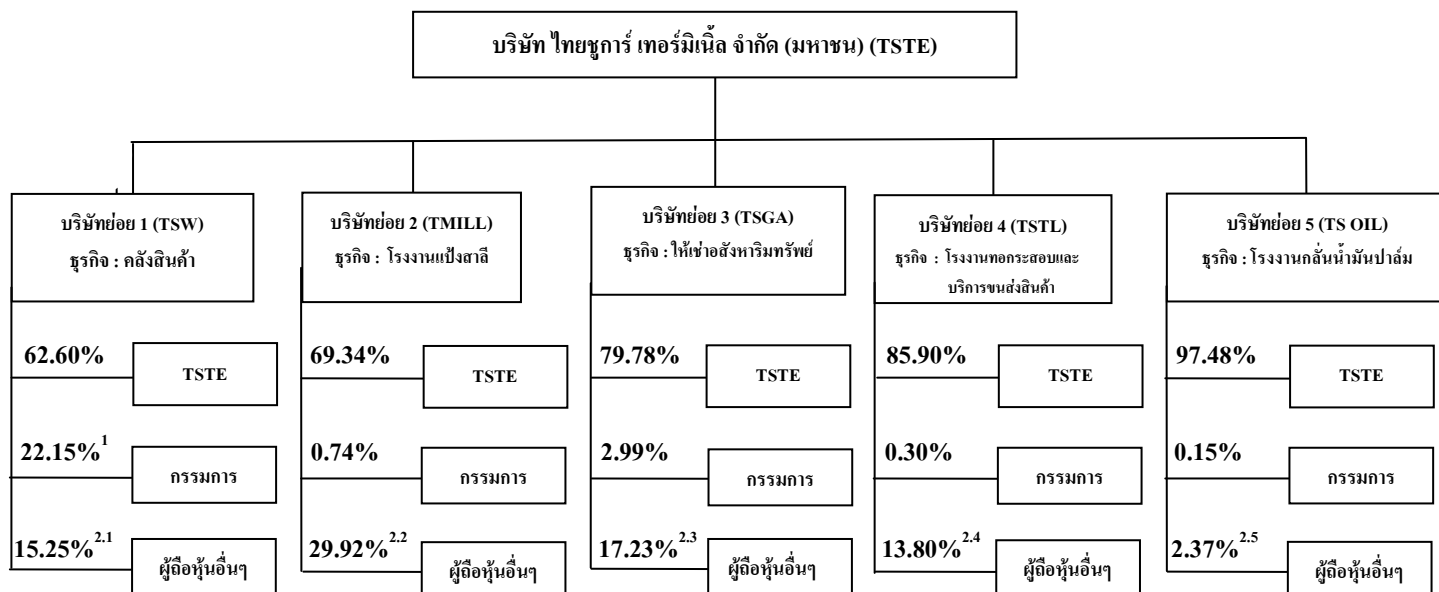 บริษัท ไทยชูการ์ เทอร์มิเนิ้ล จำกัด (มหาชน) (TSTE)
บริษัทย่อย 1 (TSW)
ธุรกิจ : คลังสินค้า
62.60%
TSTE
22.15%1
กรรมการ
15.25%2.1
ผู้ถือหุ้นอื่นๆ
บริษัทย่อย 2 (TMILL)
ธุรกิจ : โรงงานแป้งสาลี
69.34%
TSTE
0.74%
กรรมการ
29.92%2.2
ผู้ถือหุ้นอื่นๆ
บริษัทย่อย 3 (TSGA)
ธุรกิจ : ให้เช่าอสังหาริมทรัพย์
79.78%
TSTE
2.99%
กรรมการ
17.23%2.3
ผู้ถือหุ้นอื่นๆ
บริษัทย่อย 4 (TSTL)
ธุรกิจ : โรงงานทอกระสอบและ
บริการขนส่งสินค้า
85.90%
TSTE
0.30%
กรรมการ
13.80%2.4
ผู้ถือหุ้นอื่นๆ
บริษัทย่อย 5 (TS OIL)
ธุรกิจ : โรงงานกลั่นน้ำมันปาล์ม
97.48%
TSTE
0.15%
กรรมการ
2.37%2.5
ผู้ถือหุ้นอื่นๆ